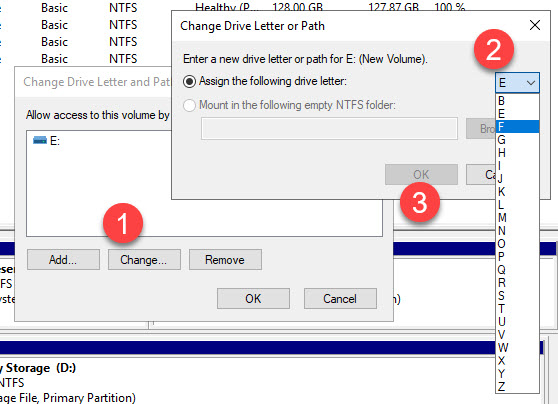 Basic NTFS Healthy (P... 128.00 GB 127.87 GB 100 %
Basic NTFS
Basic NTFS
Basic NTFS
Change Drive Letter or Path
Enter a new drive letter or path for E: (New Volume).
Assign the following drive letter:
E
Mount in the following empty NTFS folder:
Bro
OK
Ca
2
3
B
E
F
G
H
I
J
K
L
M
N
O
P
Q
R
S
T
U
V
W
X
Y
Z
Change Drive Letter and Path
Allow access to this volume by
E:
1
Add...
Change...
Remove
OK
Cancel
eser
FS
yste
n)
y Storage (D:)
NTFS
age File, Primary Partition)